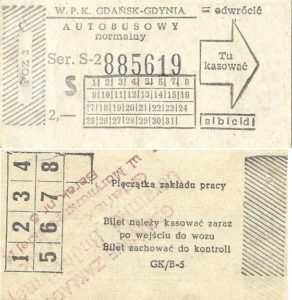 W.P.K. GDAŃSK-GDYNIA
AUTOBUSOWY
normalny
Ser. S-2 885619
S
1 2 3 4 5 6 7 8
9 10 11 12 13 14 15 16
17 18 19 20 21 22 23 24
25 26 27 28 29 30 31
2,—
odwrócić
Tu
kasować
a b c d
POZ 3
Pieczątka zakładu pracy
Bilet należy kasować zaraz
po wejściu do wozu
Bilet zachować do kontroli
GK/B-5
1 2 3 4
5 6 7 8